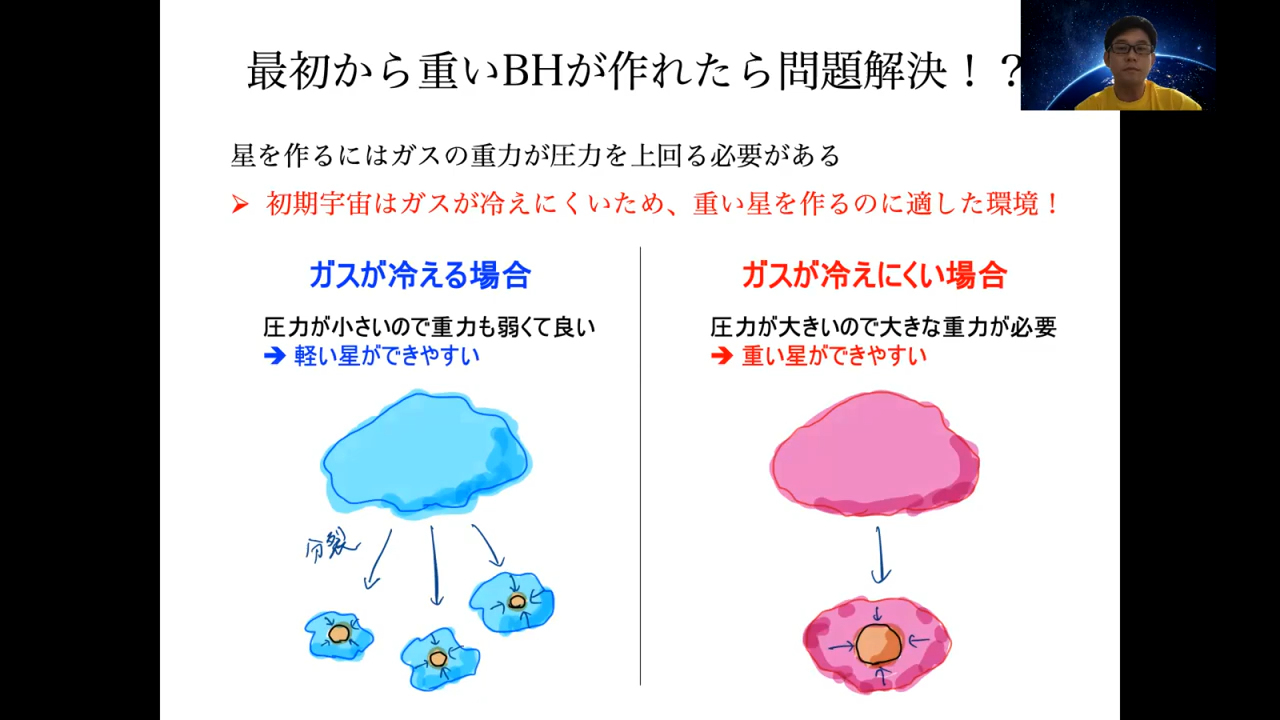 最初から重いBHが作れたら問題解決！？
星を作るにはガスの重力が圧力を上回る必要がある
➢ 初期宇宙はガスが冷えにくいため、重い星を作るのに適した環境！
ガスが冷える場合
圧力が小さいので重力も弱くて良い
➔ 軽い星ができやすい
分裂
ガスが冷えにくい場合
圧力が大きいので大きな重力が必要
➔ 重い星ができやすい